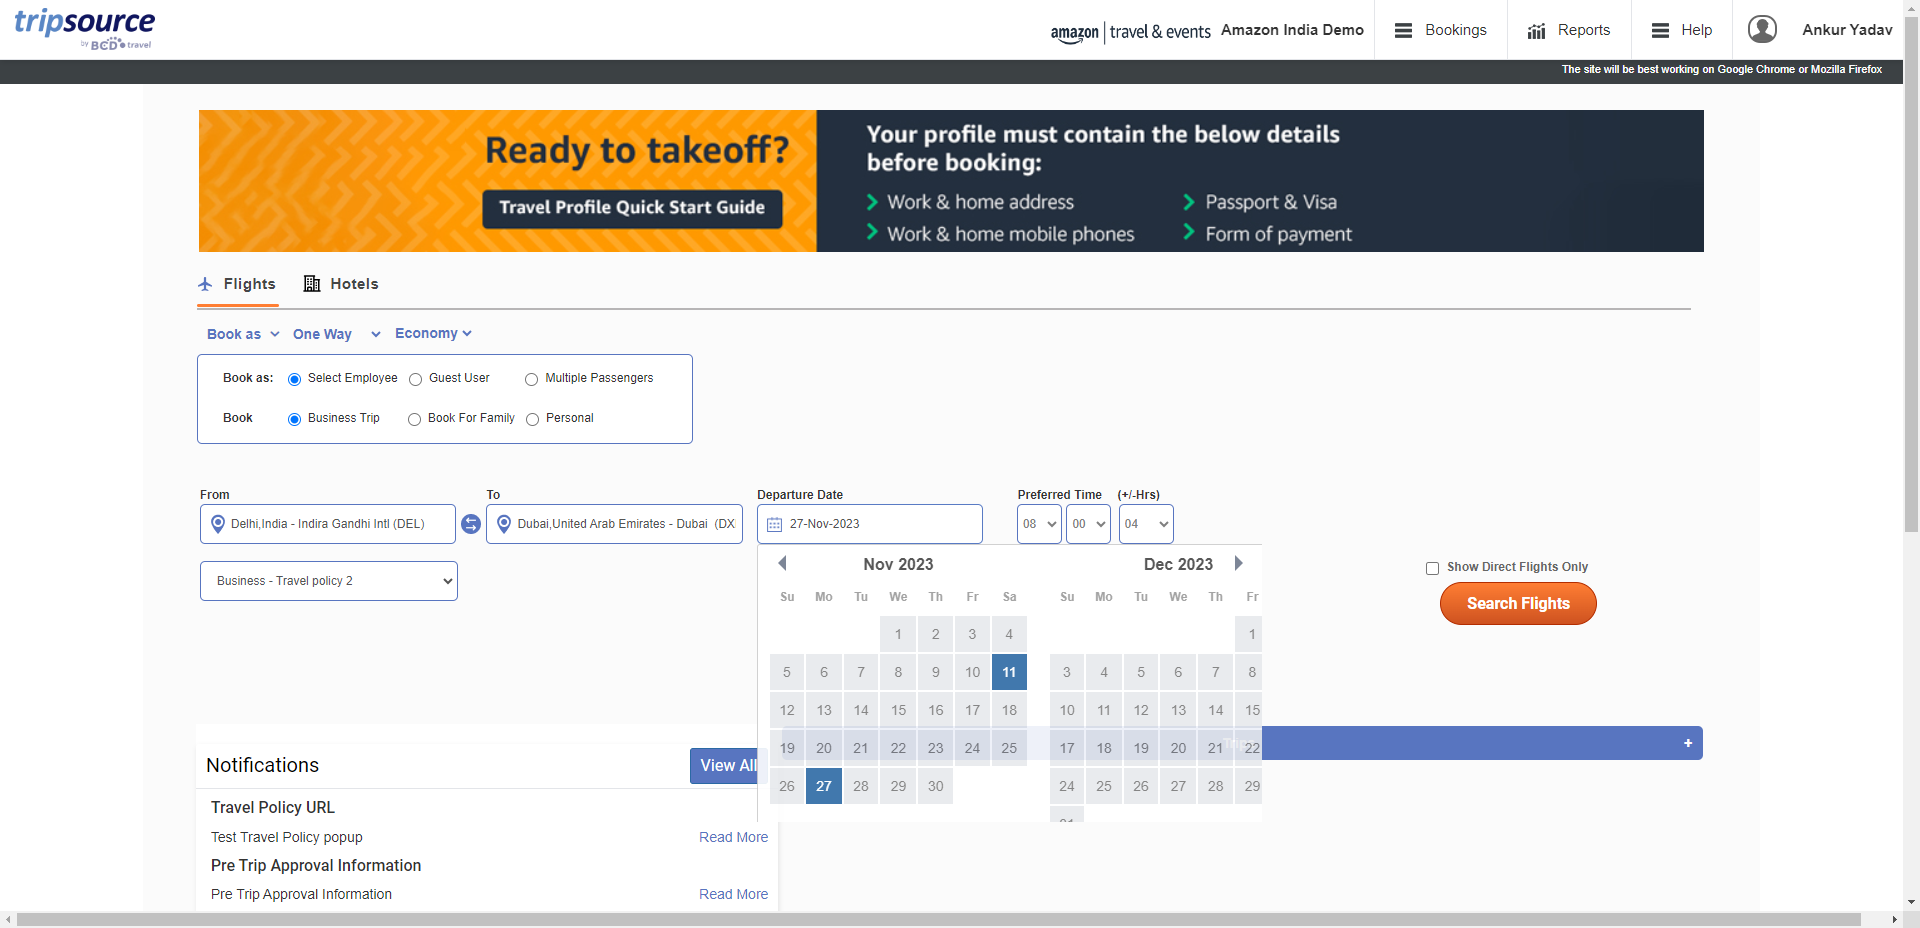 tripsource
by BCD travel
amazon | travel & events Amazon India Demo
Bookings
Reports
Help
Ankur Yadav
The site will be best working on Google Chrome or Mozilla Firefox
Ready to takeoff?
Travel Profile Quick Start Guide
Your profile must contain the below details
before booking:
Work & home address
Passport & Visa
Work & home mobile phones
Form of payment
Flights
Hotels
Book as
One Way
Economy
Book as: Select Employee Guest User Multiple Passengers
Book Business Trip Book For Family Personal
From
To
Departure Date
Preferred Time (+/-Hrs)
Delhi,India - Indira Gandhi Intl (DEL)
Dubai,United Arab Emirates - Dubai (DX
27-Nov-2023
08 00 04
Business - Travel policy 2
Show Direct Flights Only
Search Flights
Nov 2023
Su Mo Tu We Th Fr Sa
1 2 3 4
5 6 7 8 9 10 11
12 13 14 15 16 17 18
19 20 21 22 23 24 25
26 27 28 29 30
Dec 2023
Su Mo Tu We Th Fr
1
3 4 5 6 7 8
10 11 12 13 14 15
17 18 19 20 21 22
24 25 26 27 28 29
+
Notifications
View All
Travel Policy URL
Test Travel Policy popup
Read More
Pre Trip Approval Information
Pre Trip Approval Information
Read More